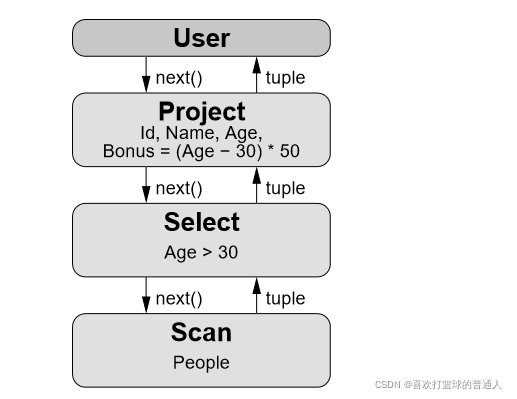 User
next() tuple
Project
Id, Name, Age,
Bonus = (Age − 30) * 50
next() tuple
Select
Age > 30
next() tuple
Scan
People
CSDN @喜欢打篮球的普通人